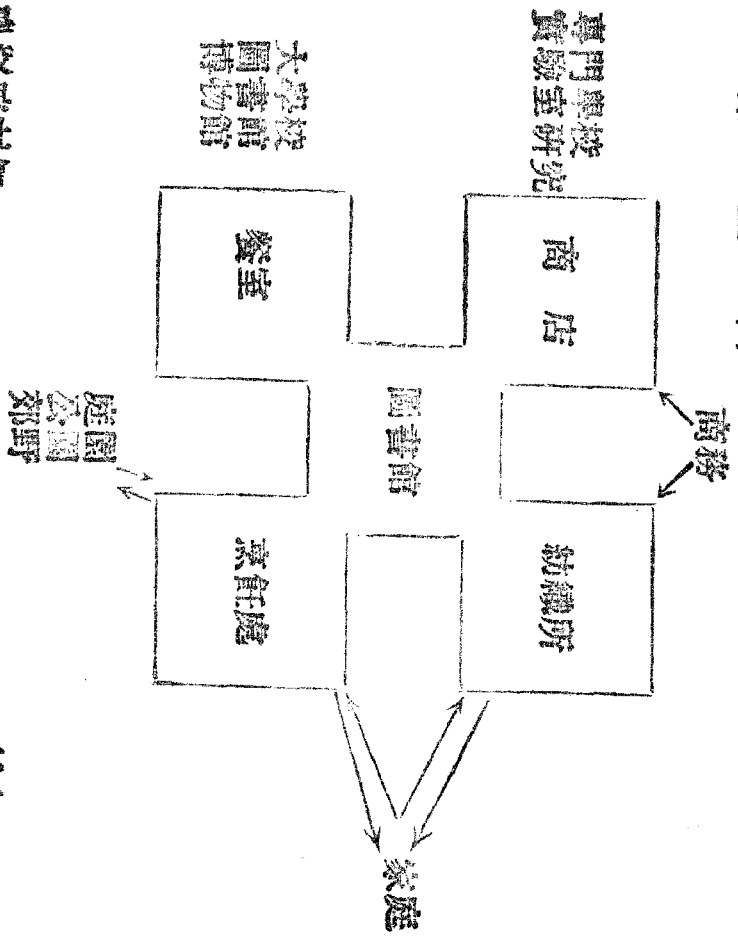 專門學校
實驗室研究
大學校
圖書館
博物館
商店
餐室
圖書館
商務
紡織所
烹飪處
庭園
公園
郊野
家庭